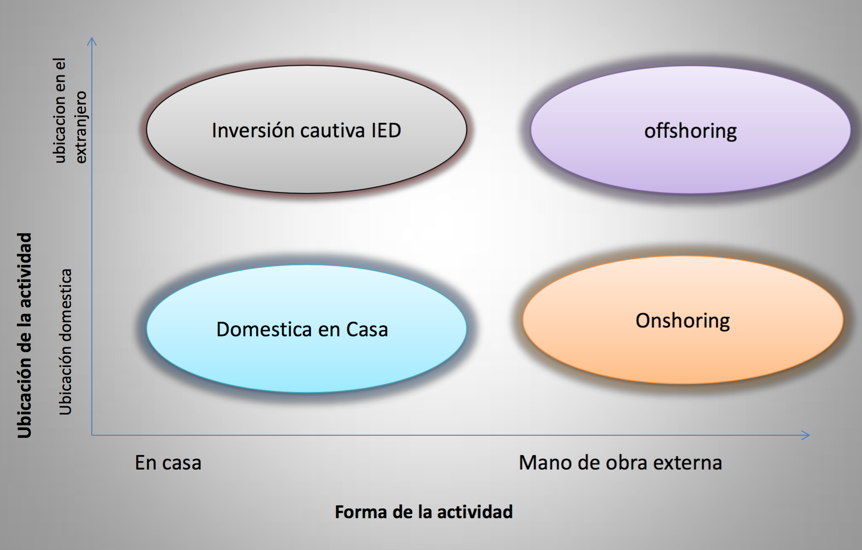 ubicacion en el
extranjero
Inversión cautiva IED
offshoring
Ubicación de la actividad
Ubicación domestica
Domestica en Casa
Onshoring
En casa
Mano de obra externa
Forma de la actividad